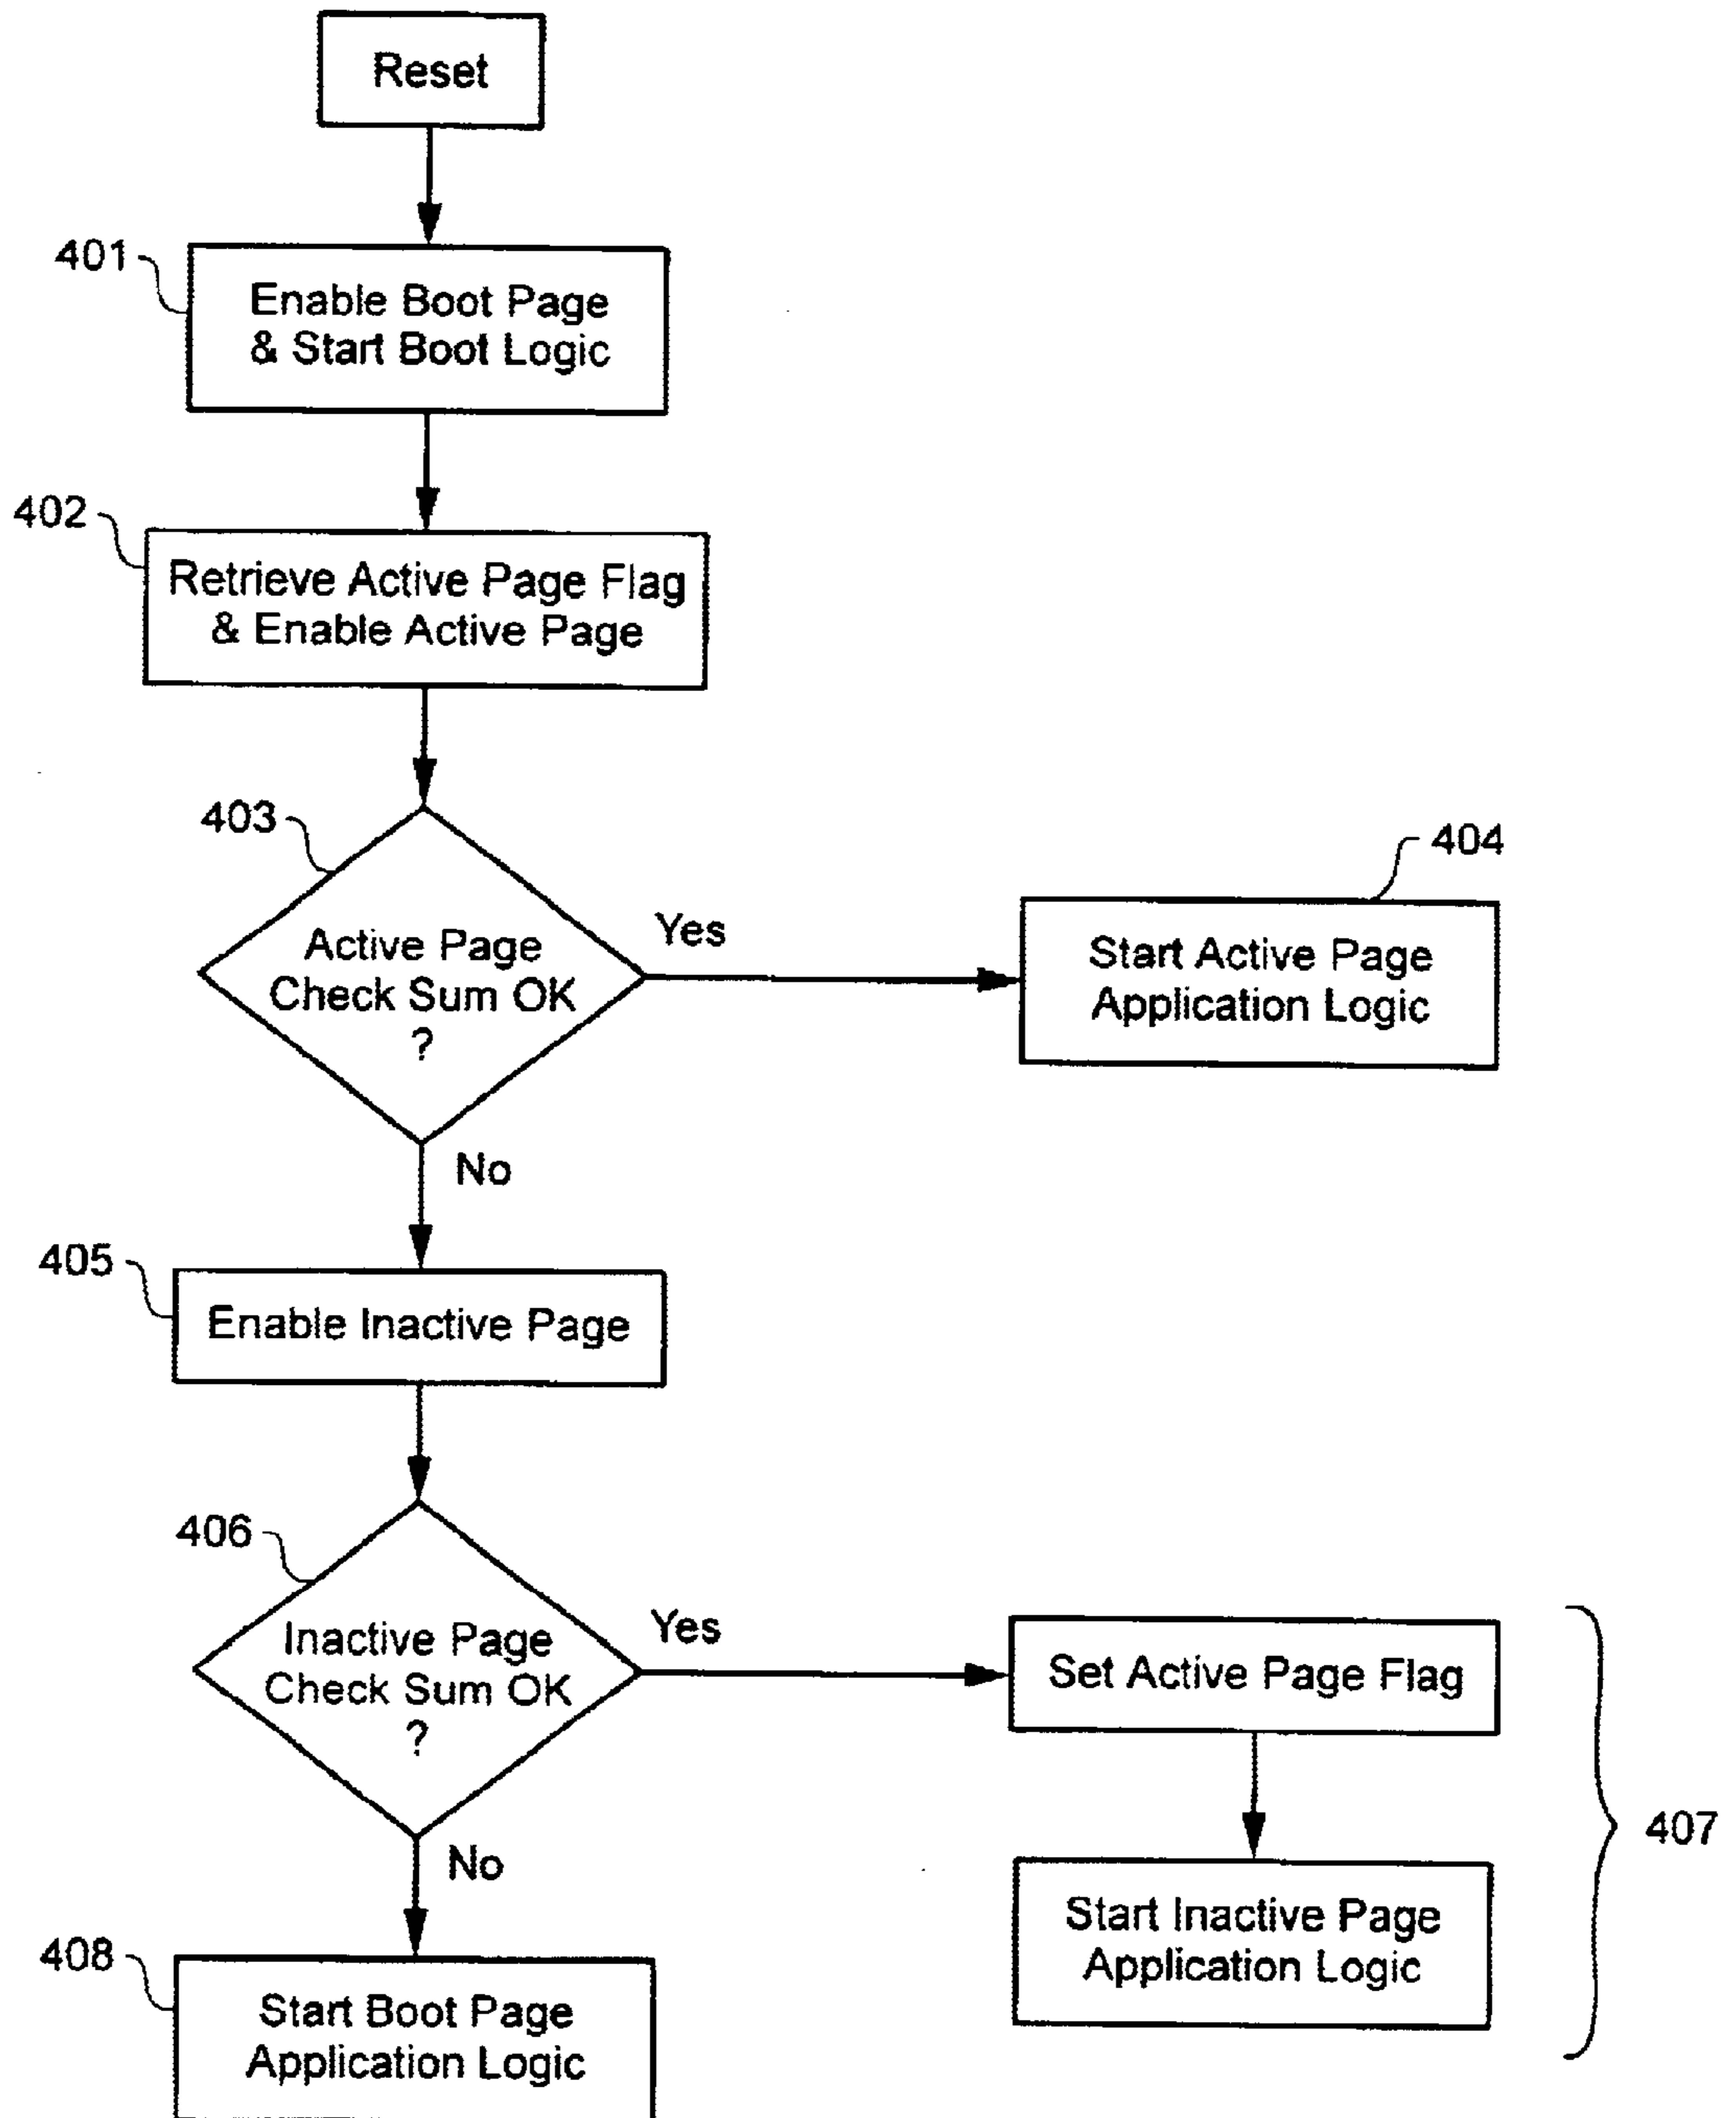 Reset
401
Enable Boot Page
& Start Boot Logic
402
Retrieve Active Page Flag
& Enable Active Page
403
Active Page
Check Sum OK
?
Yes
404
Start Active Page
Application Logic
No
405
Enable Inactive Page
406
Inactive Page
Check Sum OK
?
Yes
Set Active Page Flag
407
Start Inactive Page
Application Logic
No
408
Start Boot Page
Application Logic